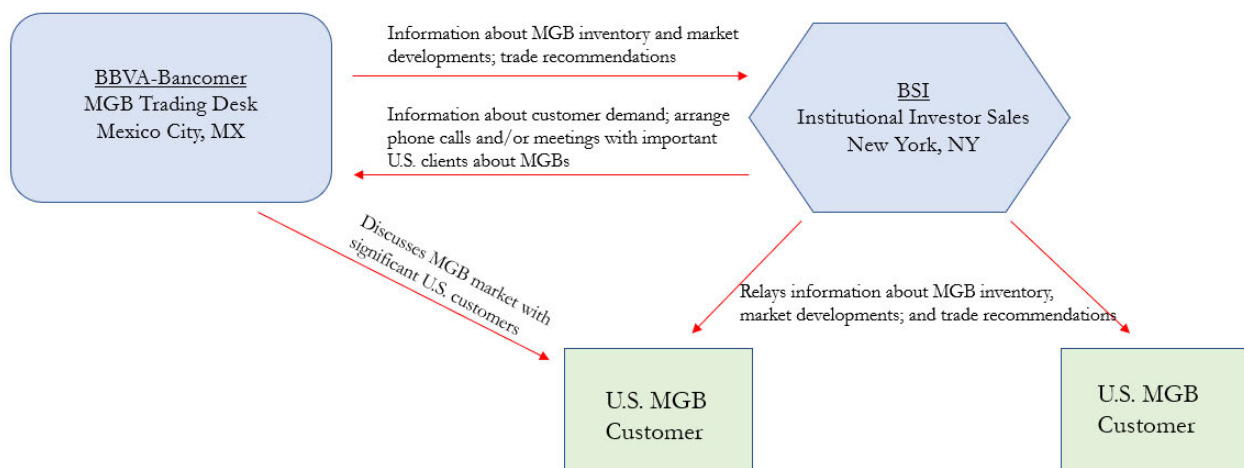 BBVA-Bancomer
MGB Trading Desk
Mexico City, MX
Information about MGB inventory and market
developments; trade recommendations
Information about customer demand; arrange
phone calls and/or meetings with important
U.S. clients about MGBs
BSI
Institutional Investor Sales
New York, NY
Discusses MGB market with
significant U.S. customers
Relays information about MGB inventory,
market developments; and trade recommendations
U.S. MGB
Customer
U.S. MGB
Customer